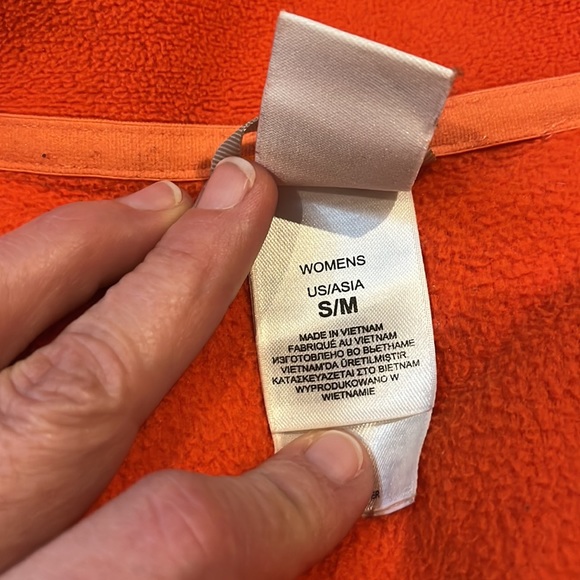 WOMENS
US/ASIA
S/M
MADE IN VIETNAM
FABRIQUÉ AU VIETNAM
ИЗГОТОВЛЕНО ВО ВЬЕТНАМЕ
VIETNAM'DA ÜRETILMIŞTIR.
ΚΑΤΑΣΚΕΥΑΖΕΤΑΙ ΣΤΟ ΒΙΕΤΝΑΜ
WYPRODUKOWANO W
WIETNAMIE